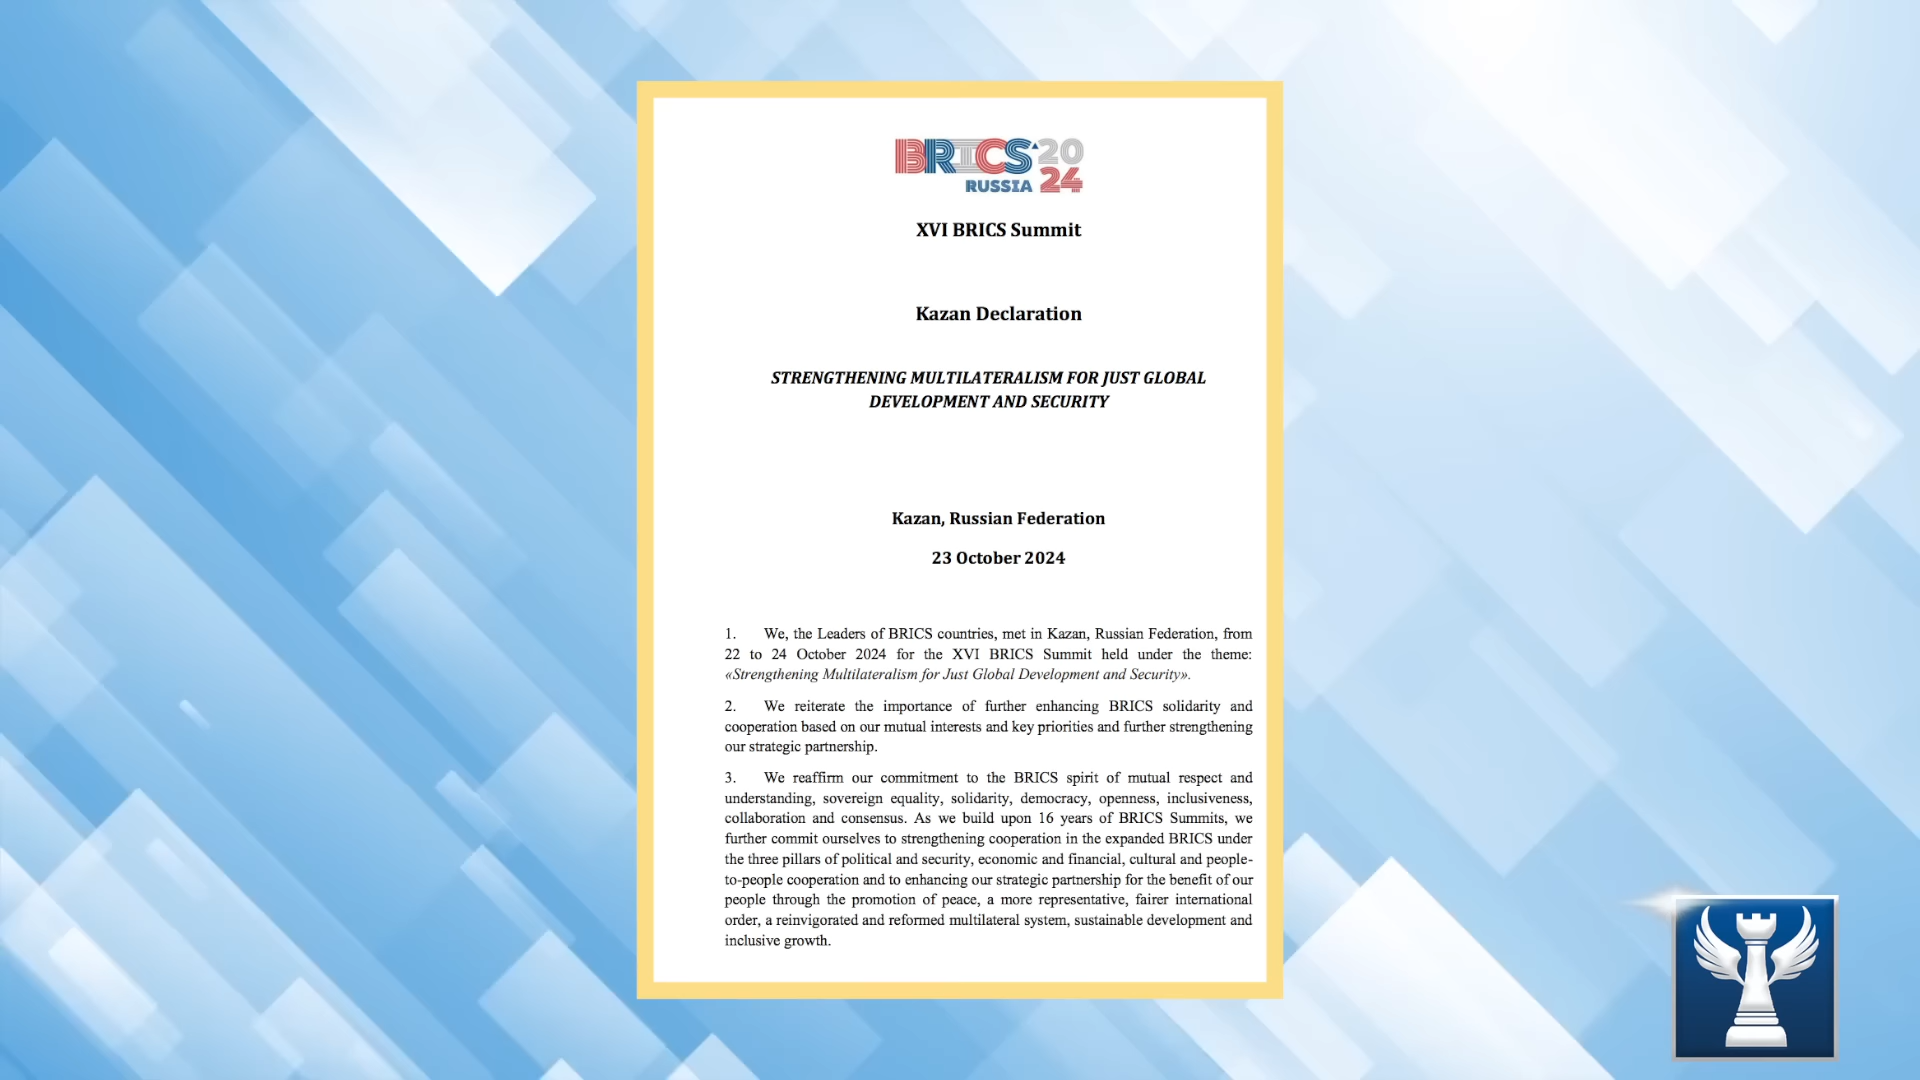 BRICS 2024
RUSSIA
XVI BRICS Summit
Kazan Declaration
STRENGTHENING MULTILATERALISM FOR JUST GLOBAL
DEVELOPMENT AND SECURITY
Kazan, Russian Federation
23 October 2024
1. We, the Leaders of BRICS countries, met in Kazan, Russian Federation, from
22 to 24 October 2024 for the XVI BRICS Summit held under the theme:
«Strengthening Multilateralism for Just Global Development and Security».
2. We reiterate the importance of further enhancing BRICS solidarity and
cooperation based on our mutual interests and key priorities and further strengthening
our strategic partnership.
3. We reaffirm our commitment to the BRICS spirit of mutual respect and
understanding, sovereign equality, solidarity, democracy, openness, inclusiveness,
collaboration and consensus. As we build upon 16 years of BRICS Summits, we
further commit ourselves to strengthening cooperation in the expanded BRICS under
the three pillars of political and security, economic and financial, cultural and people-
to-people cooperation and to enhancing our strategic partnership for the benefit of our
people through the promotion of peace, a more representative, fairer international
order, a reinvigorated and reformed multilateral system, sustainable development and
inclusive growth.